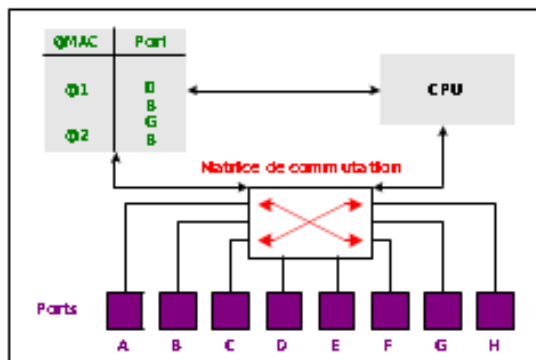 @MAC Port
@1 D
B
G
@2 B
CPU
Matrice de commutation
Ports
A B C D E F G H